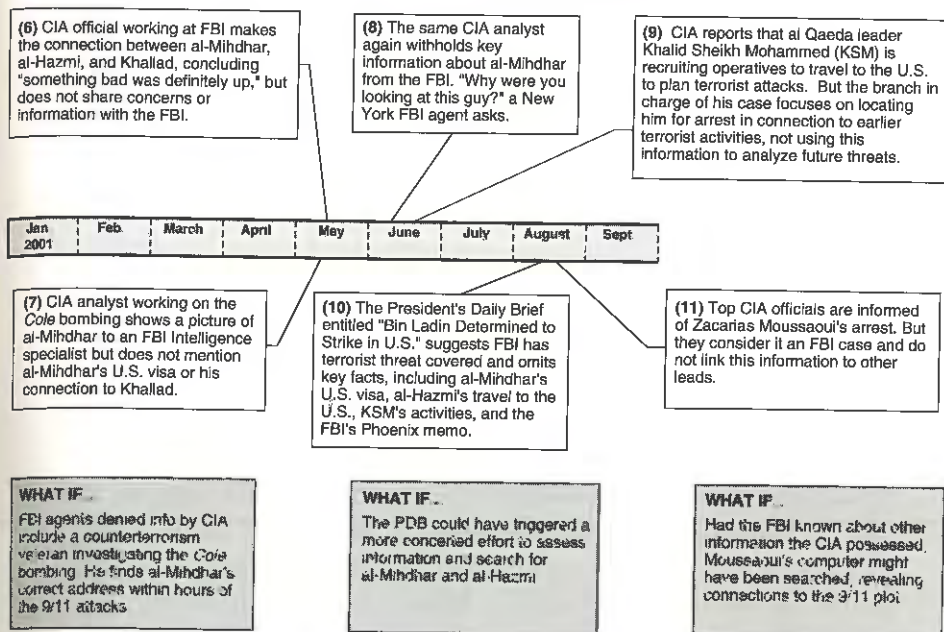 (6) CIA official working at FBI makes
the connection between al-Mihdhar,
al-Hazmi, and Khallad, concluding
"something bad was definitely up," but
does not share concerns or
information with the FBI.
(8) The same CIA analyst
again withholds key
information about al-Mihdhar
from the FBI. "Why were you
looking at this guy?" a New
York FBI agent asks.
(9) CIA reports that al Qaeda leader
Khalid Sheikh Mohammed (KSM) is
recruiting operatives to travel to the U.S.
to plan terrorist attacks. But the branch in
charge of his case focuses on locating
him for arrest in connection to earlier
terrorist activities, not using this
information to analyze future threats.
Jan 2001
Feb.
March
April
May
June
July
August
Sept.
(7) CIA analyst working on the
Cole bombing shows a picture of
al-Mihdhar to an FBI Intelligence
specialist but does not mention
al-Mihdhar's U.S. visa or his
connection to Khallad.
(10) The President's Daily Brief
entitled "Bin Ladin Determined to
Strike in U.S." suggests FBI has
terrorist threat covered and omits
key facts, including al-Mihdhar's
U.S. visa, al-Hazmi's travel to the
U.S., KSM's activities, and the
FBI's Phoenix memo.
(11) Top CIA officials are informed
of Zacarias Moussaoui's arrest. But
they consider it an FBI case and do
not link this information to other
leads.
WHAT IF...
FBI agents denied info by CIA
include a counterterrorism
veteran investigating the Cole
bombing. He finds al-Mihdhar's
correct address within hours of
the 9/11 attacks
WHAT IF...
The PDB could have triggered a
more concerted effort to assess
information and search for
al-Mihdhar and al-Hazmi
WHAT IF...
Had the FBI known about other
information the CIA possessed,
Moussaoui's computer might
have been searched, revealing
connections to the 9/11 plot